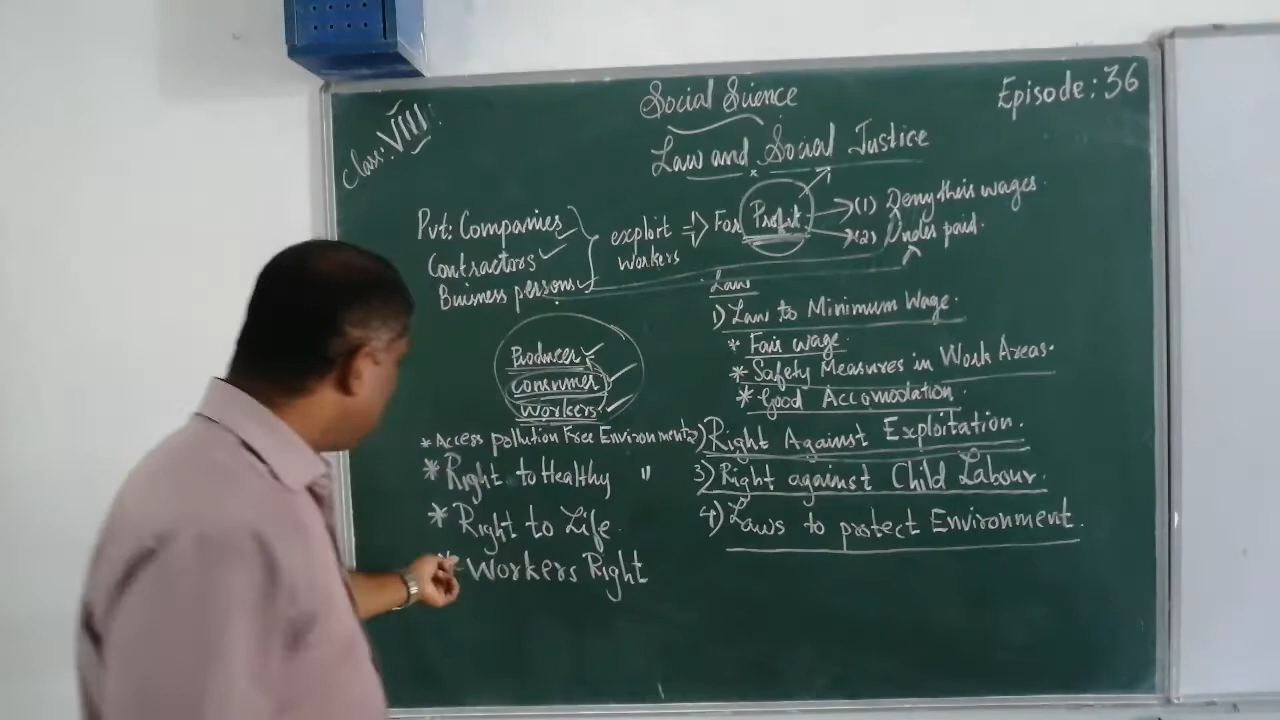 Social Science
Episode: 36
Class: VIII
Law and Social Justice
Pvt: Companies
Contractors
Buisness persons
exploit
workers
⇒ For Profit
(1) Deny their wages.
(2) Under paid.
Producer
Consumer
Workers
Law
1) Law to Minimum Wage.
* Fair wage
* Safety Measures in Work Areas.
* Good Accomodation.
* Access pollution Free Environment
* Right to Healthy "
* Right to Life.
* Workers Right
2) Right Against Exploitation.
3) Right against Child Labour.
4) Laws to protect Environment.